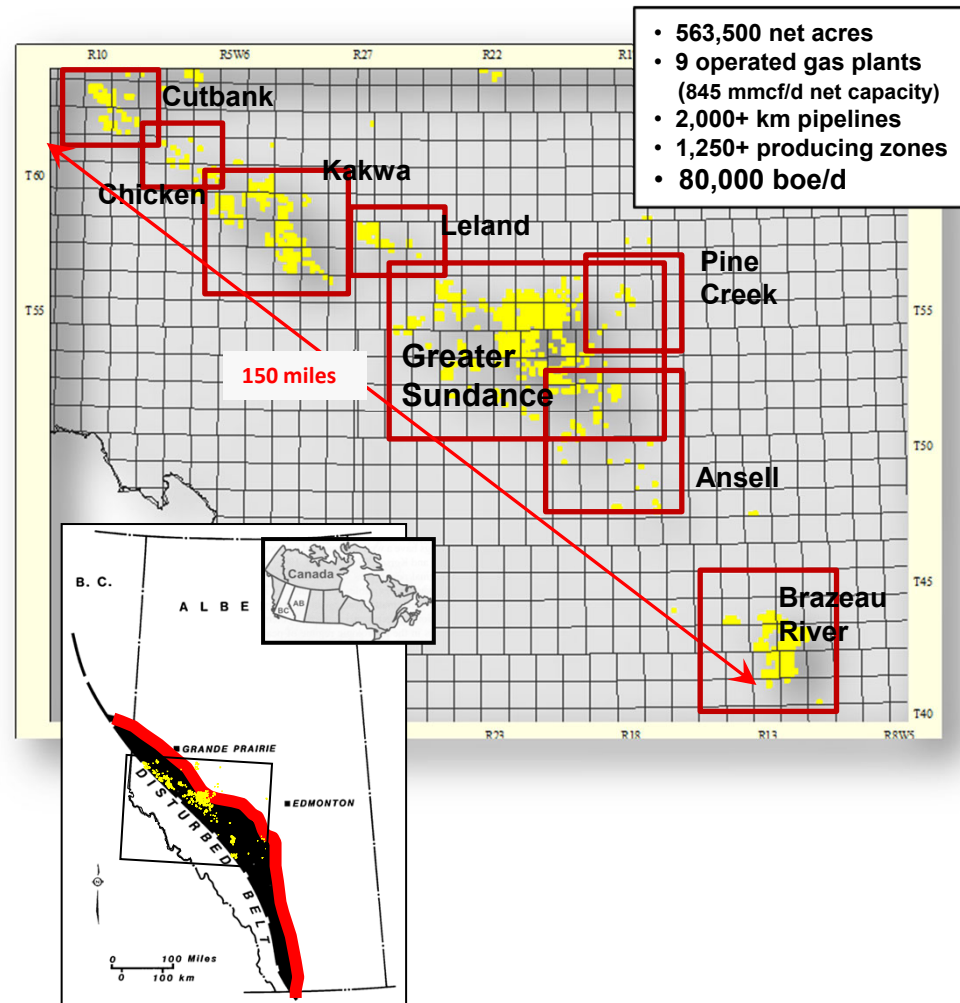 • 563,500 net acres
• 9 operated gas plants
(845 mmcf/d net capacity)
• 2,000+ km pipelines
• 1,250+ producing zones
• 80,000 boe/d
R10
R5W6
R27
R22
Cutbank
T60
Chicken
Kakwa
Leland
Pine
Creek
T55
T55
Greater
Sundance
150 miles
T50
Ansell
T45
Brazeau
River
T40
R23
R18
R13
R8W5
B. C.
ALBE
Canada
BC
AB
GRANDE PRAIRIE
EDMONTON
DISTURBED BELT
0 100 Miles
0 100 km